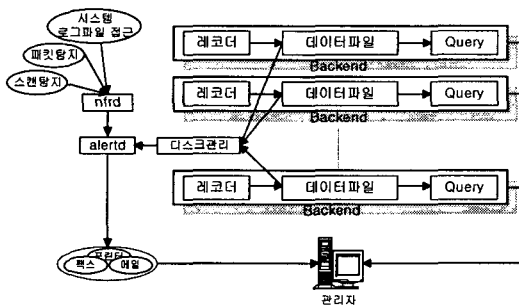 시스템
로그파일 접근
패킷탐지
스캔탐지
nfrd
alertd
디스크관리
레코더
데이터파일
Query
Backend
레코더
데이터파일
Query
Backend
레코더
데이터파일
Query
Backend
프린터
팩스
메일
관리자